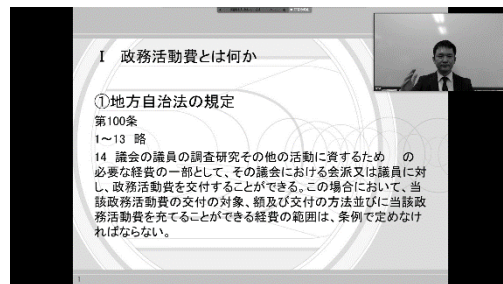 Ⅰ 政務活動費とは何か
①地方自治法の規定
第100条
1～13 略
14 議会の議員の調査研究その他の活動に資するため の
必要な経費の一部として、その議会における会派又は議員に対
し、政務活動費を交付することができる。この場合において、当
該政務活動費の交付の対象、額及び交付の方法並びに当該政
務活動費を充てることができる経費の範囲は、条例で定めなけ
ればならない。
1